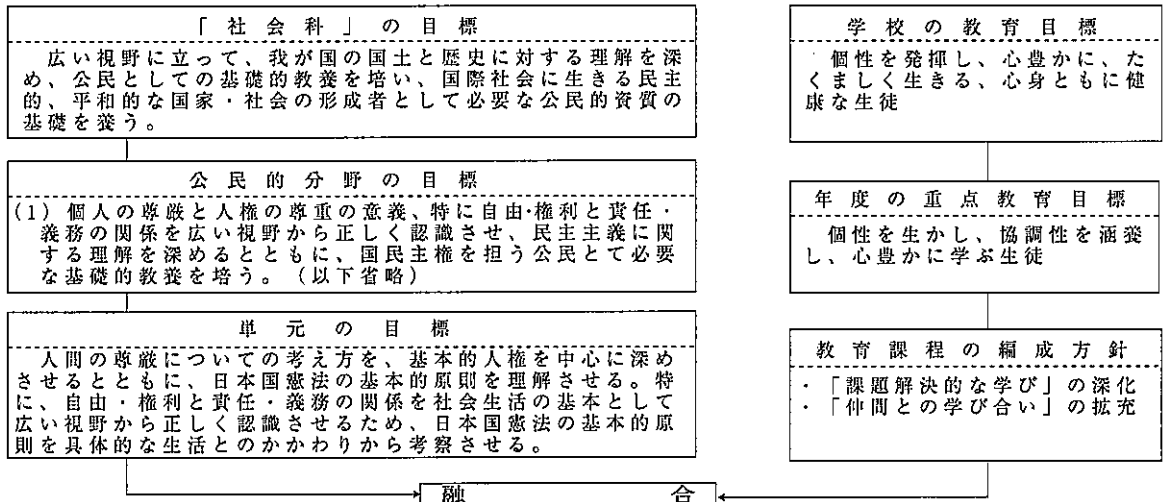 「社会科」の目標
広い視野に立って、我が国の国土と歴史に対する理解を深
め、公民としての基礎的教養を培い、国際社会に生きる民主
的、平和的な国家・社会の形成者として必要な公民的資質の
基礎を養う。
公民的分野の目標
(1) 個人の尊厳と人権の尊重の意義、特に自由・権利と責任・
義務の関係を広い視野から正しく認識させ、民主主義に関
する理解を深めるとともに、国民主権を担う公民とて必要
な基礎的教養を培う。（以下省略）
単元の目標
人間の尊厳についての考え方を、基本的人権を中心に深め
させるとともに、日本国憲法の基本的原則を理解させる。特
に、自由・権利と責任・義務の関係を社会生活の基本として
広い視野から正しく認識させるため、日本国憲法の基本的原
則を具体的な生活とのかかわりから考察させる。
学校の教育目標
個性を発揮し、心豊かに、た
くましく生きる、心身ともに健
康な生徒
年度の重点教育目標
個性を生かし、協調性を涵養
し、心豊かに学ぶ生徒
教育課程の編成方針
・「課題解決的な学び」の深化
・「仲間との学び合い」の拡充
融合